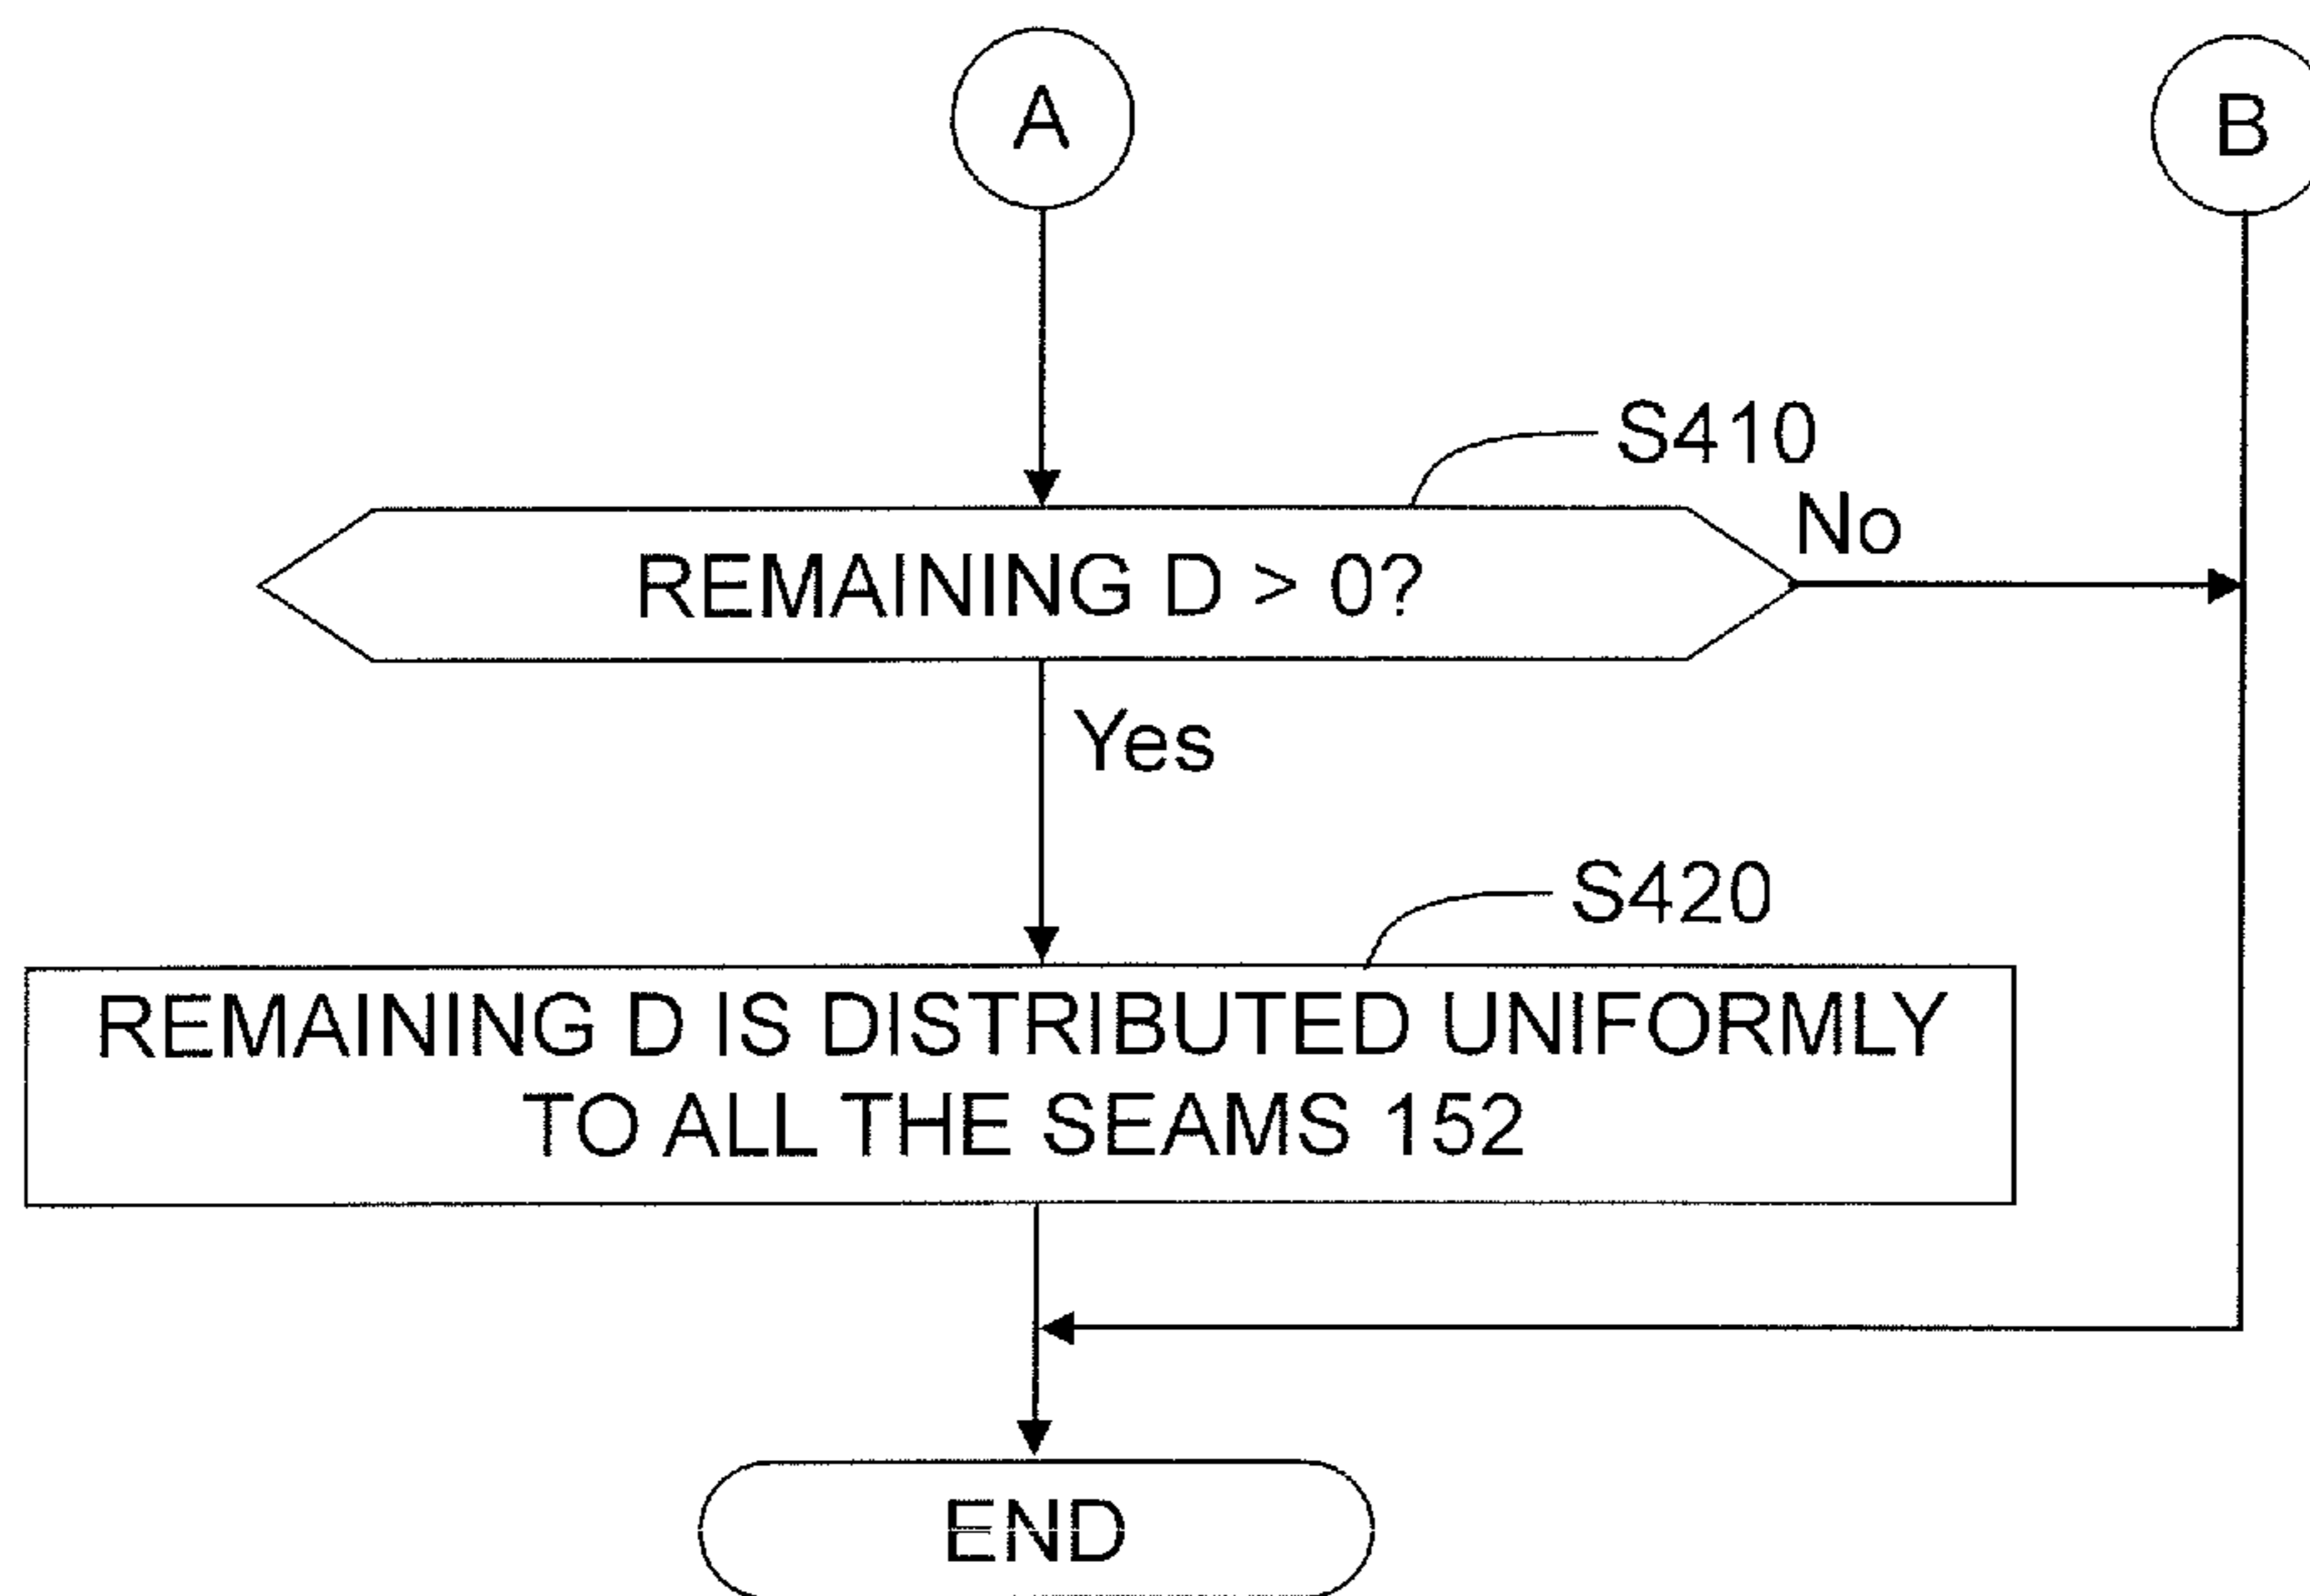 A
B
S410
No
REMAINING D > 0?
Yes
S420
REMAINING D IS DISTRIBUTED UNIFORMLY
TO ALL THE SEAMS 152
END